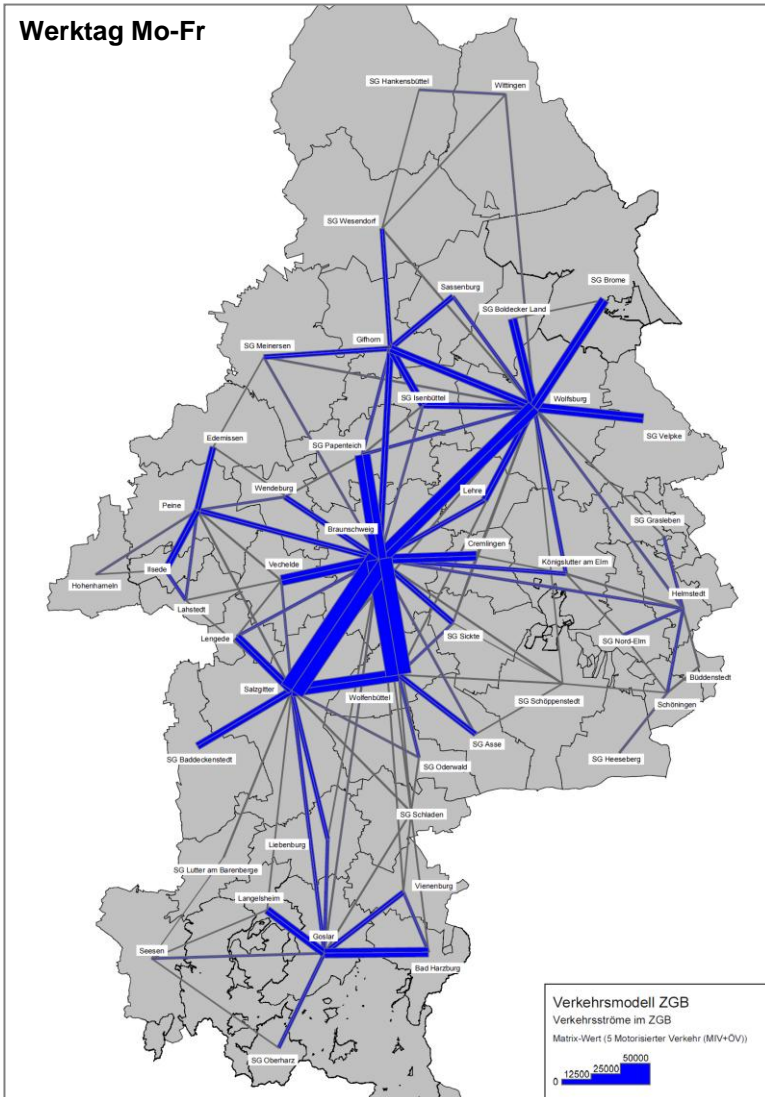 Werktag Mo-Fr
SG Hankensbüttel
Wittingen
SG Wesendorf
SG Brome
Sassenburg
SG Boldecker Land
Gifhorn
SG Meinersen
SG Isenbüttel
Wolfsburg
SG Velpke
Edemissen
SG Papenteich
Wendeburg
Lehre
Peine
SG Grasleben
Braunschweig
Cremlingen
Königslutter am Elm
Ilsede
Vechelde
Hohenhameln
Helmstedt
Lahstedt
SG Sickte
SG Nord-Elm
Lengede
Büddenstedt
Salzgitter
Wolfenbüttel
SG Schöppenstedt
Schöningen
SG Asse
SG Baddeckenstedt
SG Oderwald
SG Heeseberg
SG Schladen
Liebenburg
SG Lutter am Barenberge
Vienenburg
Langelsheim
Goslar
Seesen
Bad Harzburg
SG Oberharz
Verkehrsmodell ZGB
Verkehrsströme im ZGB
Matrix-Wert (5 Motorisierter Verkehr (MIV+ÖV))
0 12500 25000 50000